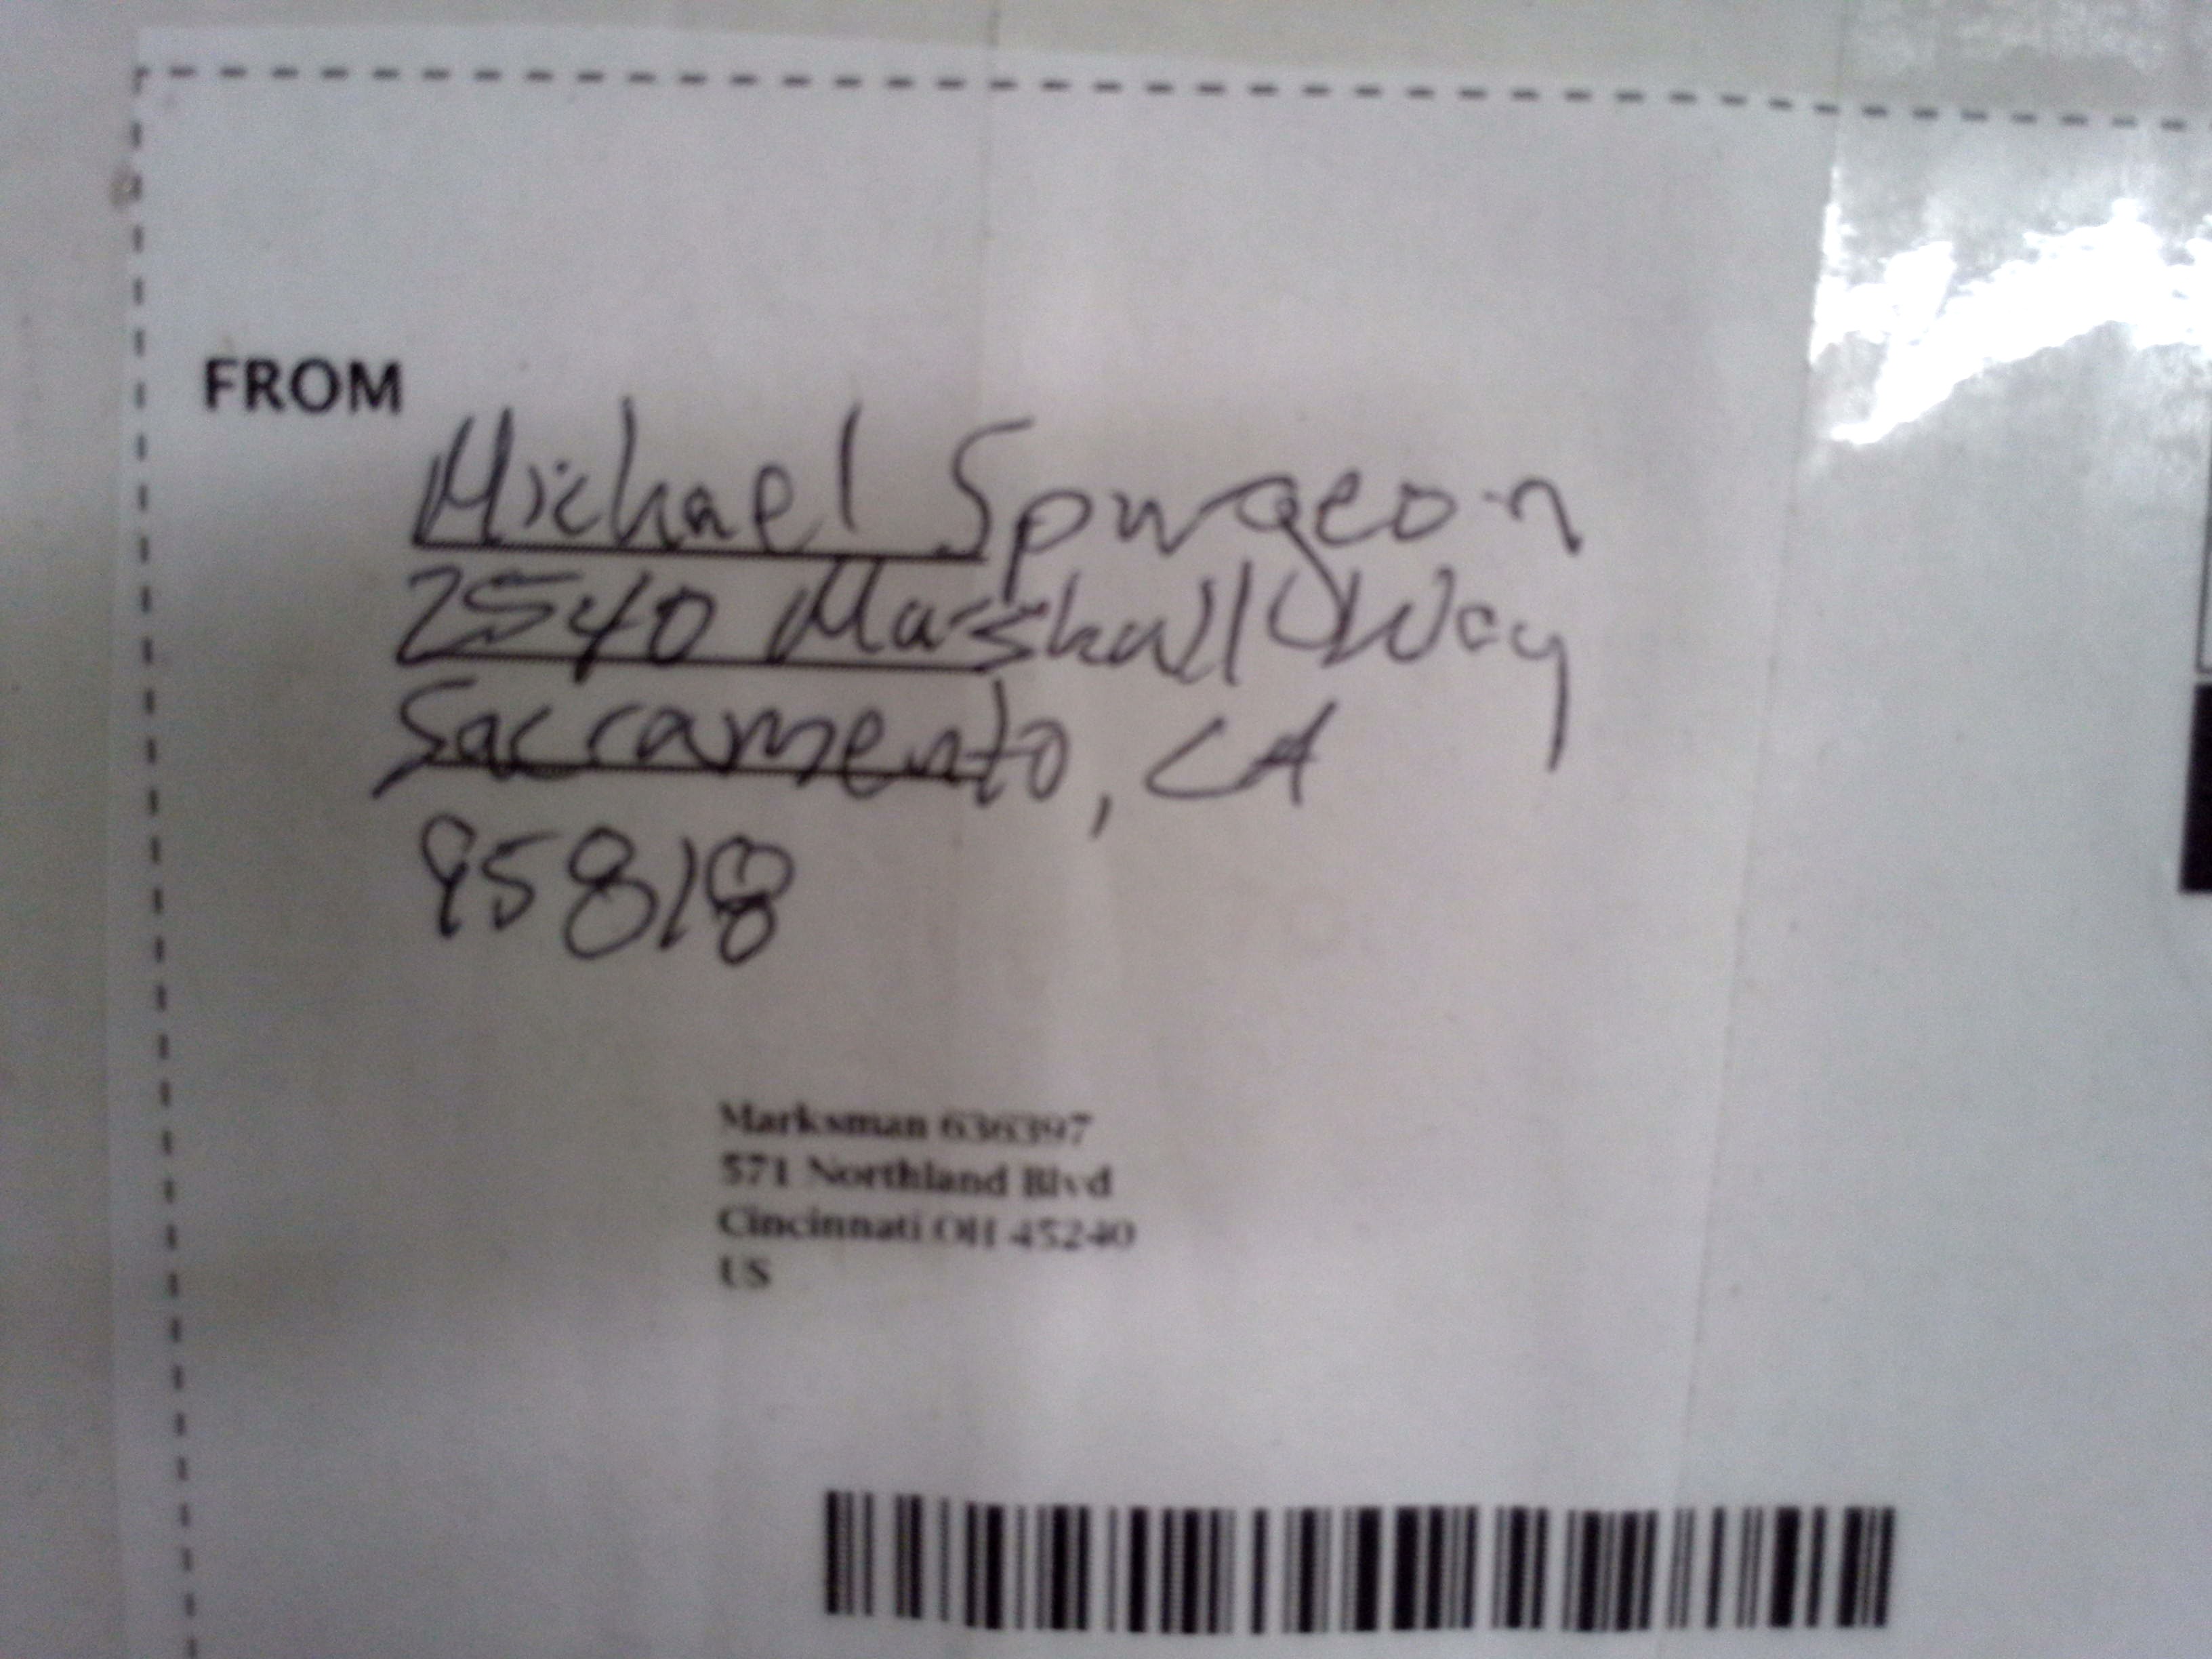 FROM
Michael Spurgeon
2540 Marshall Way
Sacramento, CA
95818
Marksman 636397
571 Northland Blvd
Cincinnati OH 45240
US